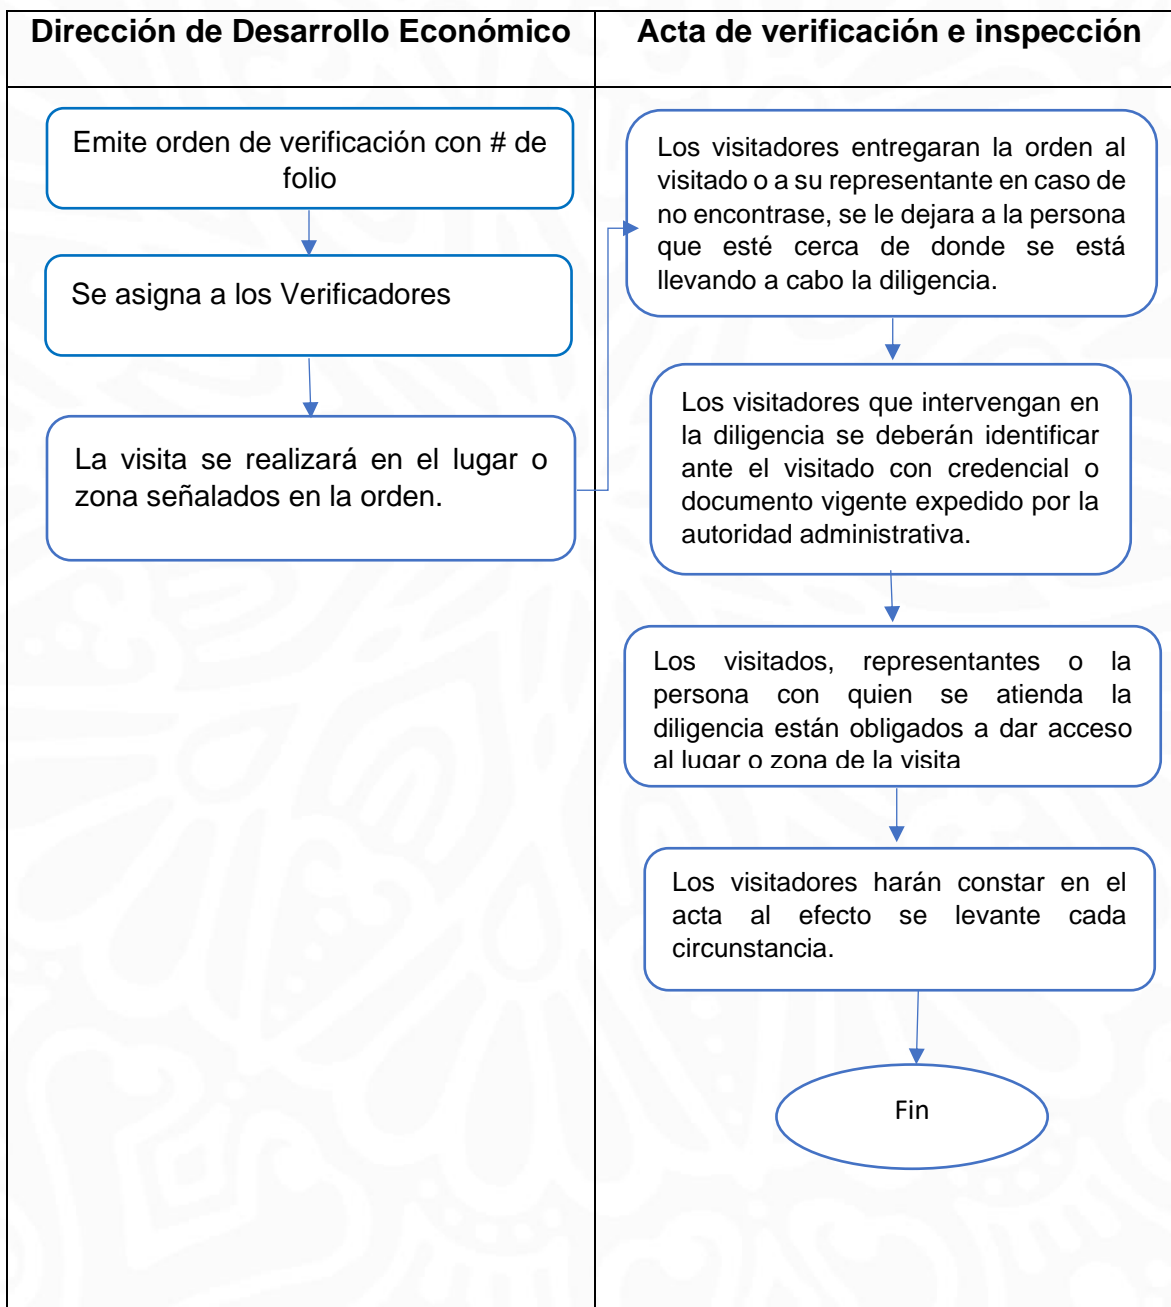 Dirección de Desarrollo Económico
Acta de verificación e inspección
Emite orden de verificación con # de
folio
Se asigna a los Verificadores
La visita se realizará en el lugar o
zona señalados en la orden.
Los visitadores entregaran la orden al
visitado o a su representante en caso de
no encontrase, se le dejara a la persona
que esté cerca de donde se está
llevando a cabo la diligencia.
Los visitadores que intervengan en
la diligencia se deberán identificar
ante el visitado con credencial o
documento vigente expedido por la
autoridad administrativa.
Los visitados, representantes o la
persona con quien se atienda la
diligencia están obligados a dar acceso
al lugar o zona de la visita
Los visitadores harán constar en el
acta al efecto se levante cada
circunstancia.
Fin